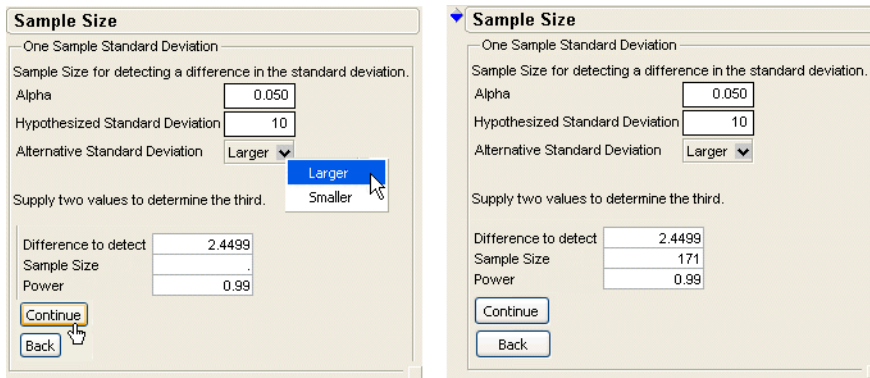 Sample Size
One Sample Standard Deviation
Sample Size for detecting a difference in the standard deviation.
Alpha 0.050
Hypothesized Standard Deviation 10
Alternative Standard Deviation Larger
Larger
Smaller
Supply two values to determine the third.
Difference to detect 2.4499
Sample Size .
Power 0.99
Continue
Back
Sample Size
One Sample Standard Deviation
Sample Size for detecting a difference in the standard deviation.
Alpha 0.050
Hypothesized Standard Deviation 10
Alternative Standard Deviation Larger
Supply two values to determine the third.
Difference to detect 2.4499
Sample Size 171
Power 0.99
Continue
Back